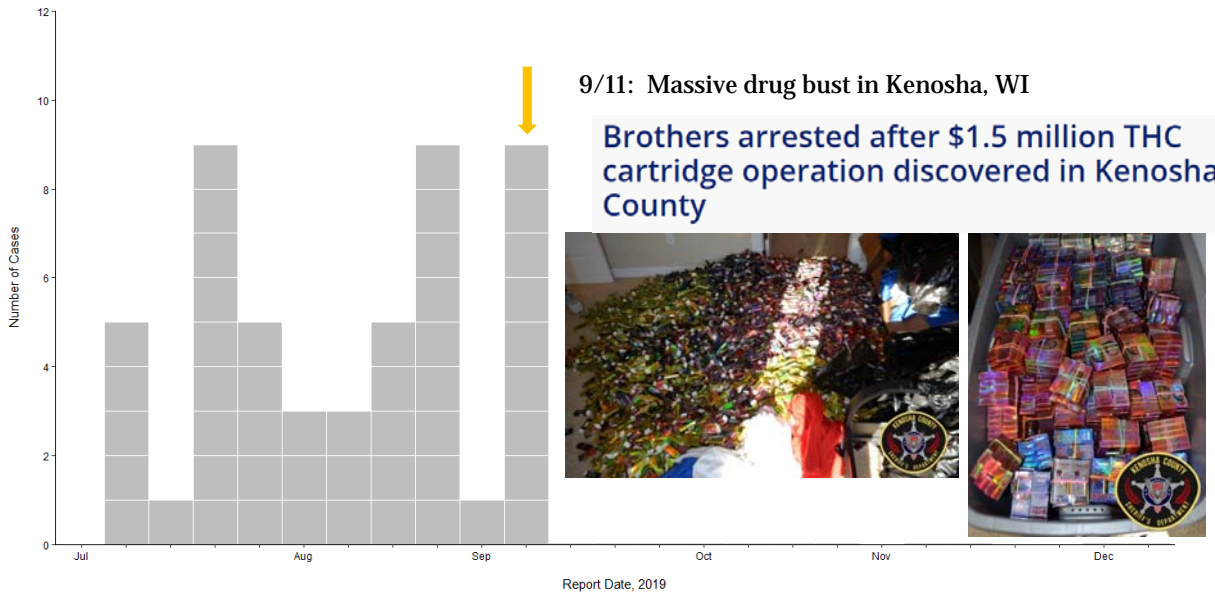 12
9/11: Massive drug bust in Kenosha, WI
10
Brothers arrested after $1.5 million THC
cartridge operation discovered in Kenosha
County
8
6
4
2
0
Number of Cases
KENOSHA COUNTY
SHERIFF'S DEPARTMENT
KENOSHA COUNTY
SHERIFF'S DEPARTMENT
Jul
Aug
Sep
Oct
Nov
Dec
Report Date, 2019